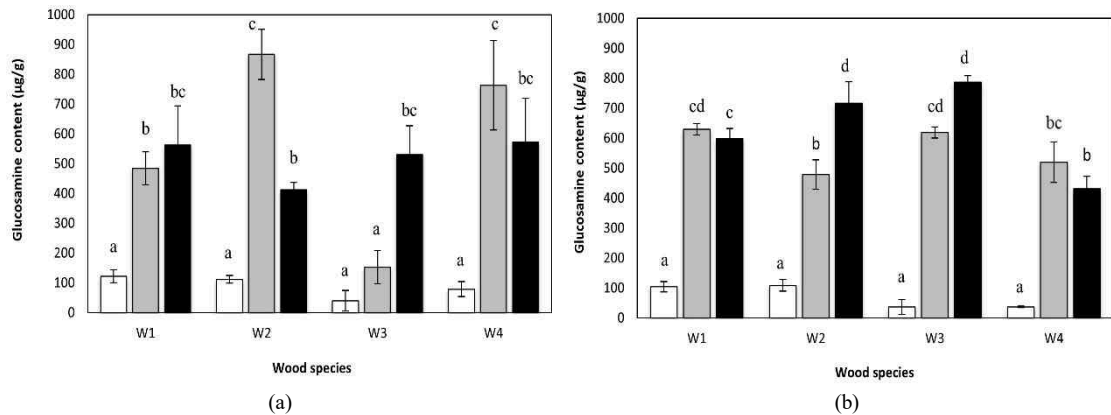 1000
900
800
700
600
500
400
300
200
100
0
Glucosamine content (µg/g)
a b bc
a c b
a a bc
a c bc
W1 W2 W3 W4
Wood species
(a)
1000
900
800
700
600
500
400
300
200
100
0
Glucosamine content (µg/g)
a cd c
a b d
a cd d
a bc b
W1 W2 W3 W4
Wood species
(b)